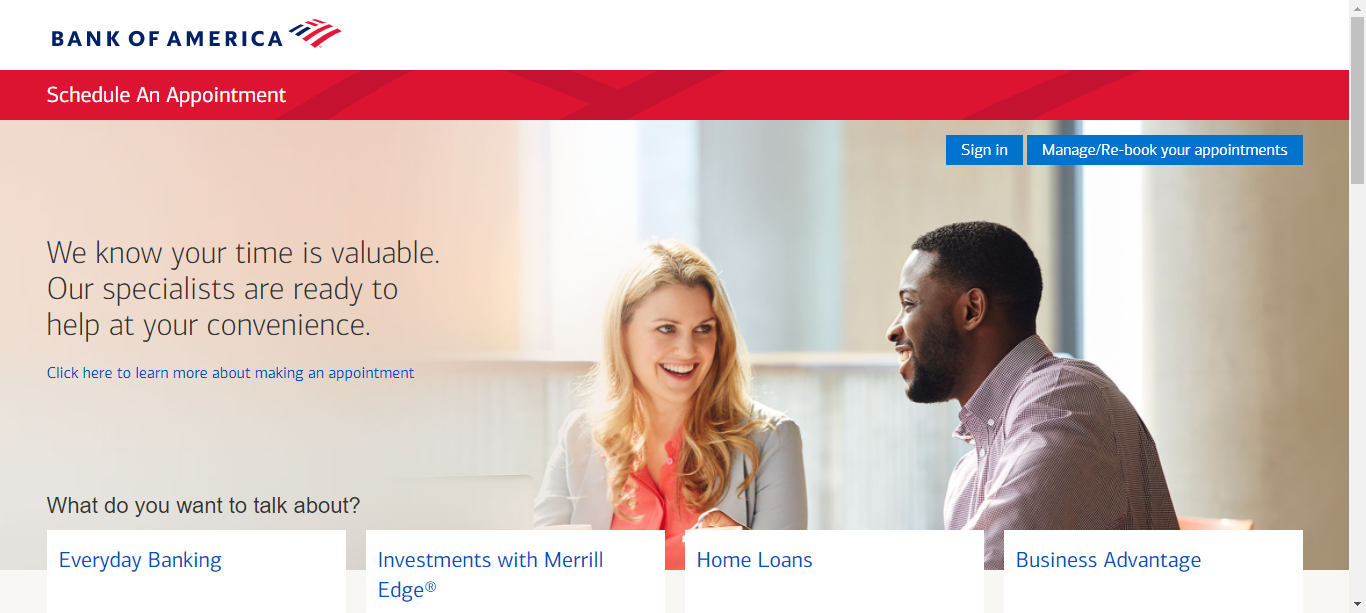 BANK OF AMERICA
Schedule An Appointment
Sign in
Manage/Re-book your appointments
We know your time is valuable.
Our specialists are ready to
help at your convenience.
Click here to learn more about making an appointment
What do you want to talk about?
Everyday Banking
Investments with Merrill
Edge®
Home Loans
Business Advantage